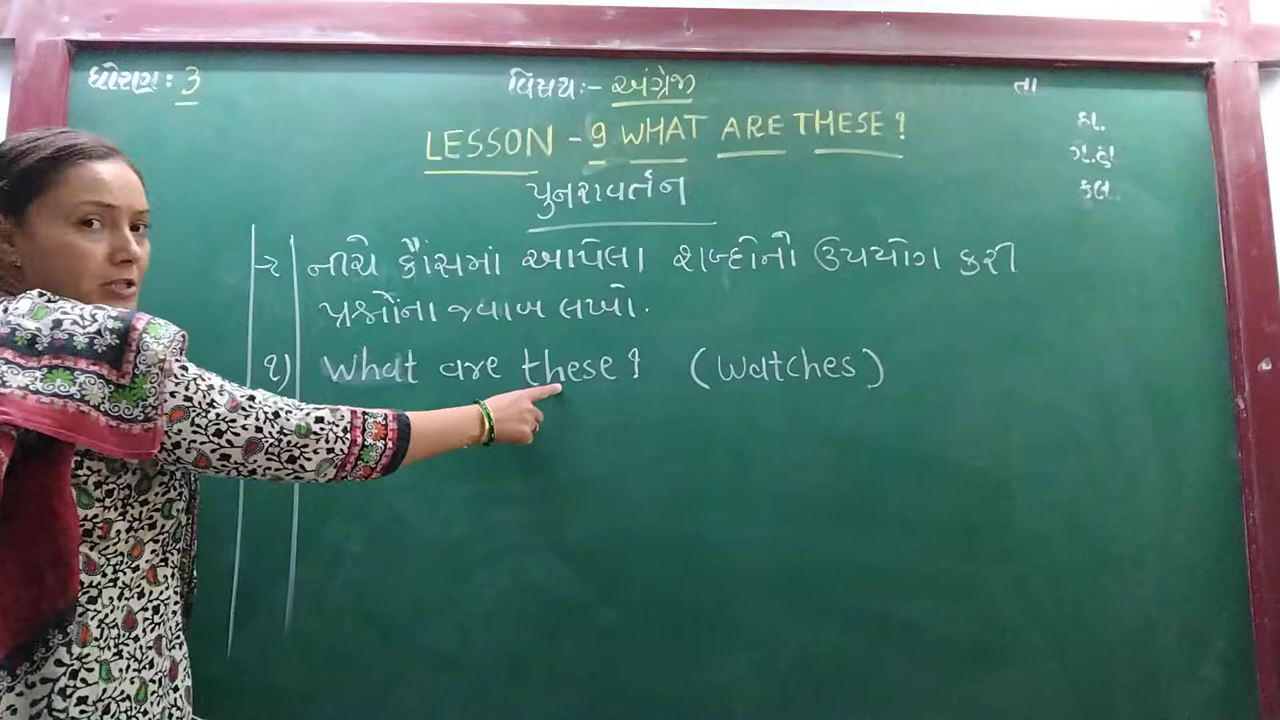 ધોરણ: 3
વિષય:- અંગ્રેજી
તા
LESSON - 9 WHAT ARE THESE?
હા.
ગે.હા
કુલ
પુનરાવર્તન
-૨ નીચે કૌંસમાં આપેલા શબ્દોનો ઉપયોગ કરી
પ્રશ્નોના જવાબ લખો.
૧) What are these? (Watches)